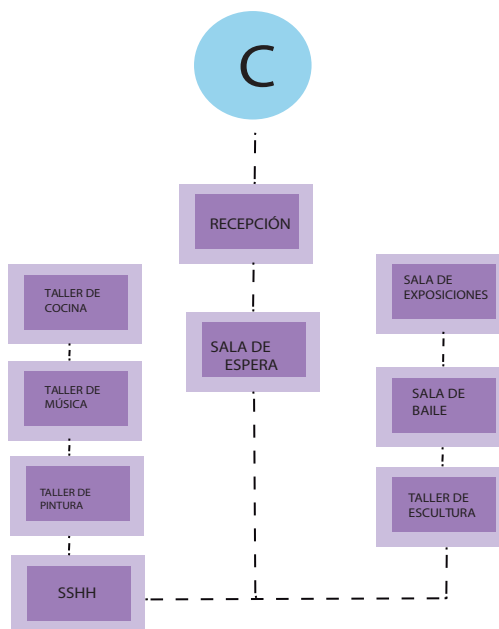 C
RECEPCIÓN
SALA DE
ESPERA
TALLER DE
COCINA
TALLER DE
MÚSICA
TALLER DE
PINTURA
SSHH
SALA DE
EXPOSICIONES
SALA DE
BAILE
TALLER DE
ESCULTURA